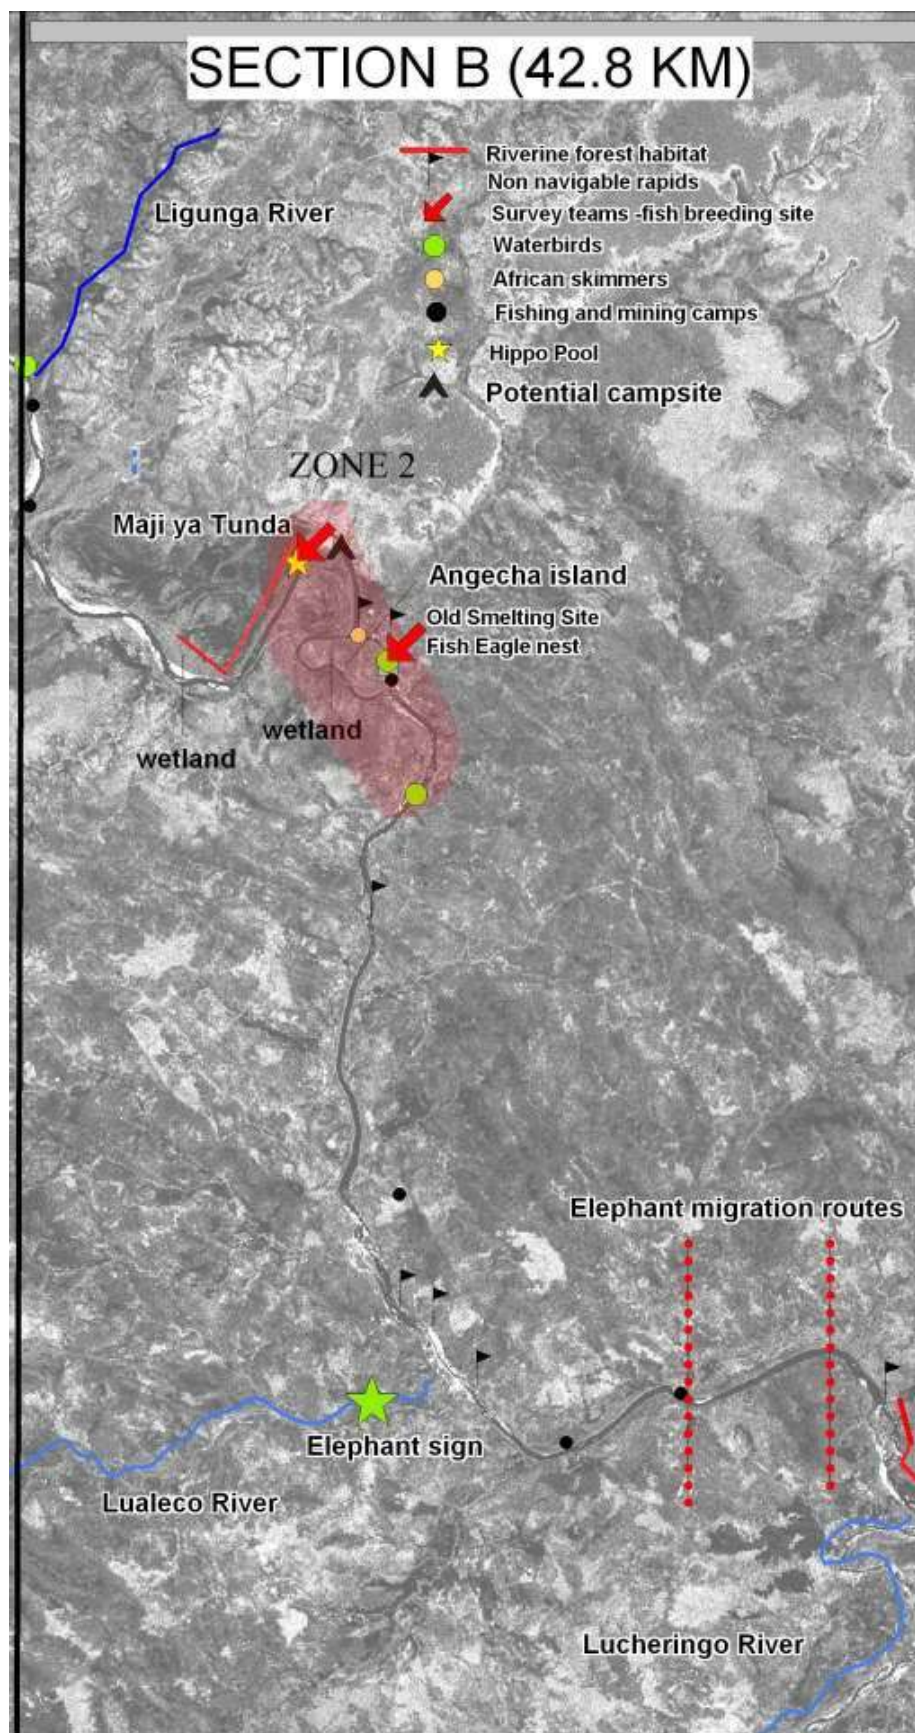 SECTION B (42.8 KM)
Riverine forest habitat
Non navigable rapids
Ligunga River
Survey teams -fish breeding site
Waterbirds
African skimmers
Fishing and mining camps
Hippo Pool
Potential campsite
ZONE 2
Maji ya Tunda
Angecha island
Old Smelting Site
Fish Eagle nest
wetland
wetland
Elephant migration routes
Elephant sign
Lualeco River
Lucheringo River